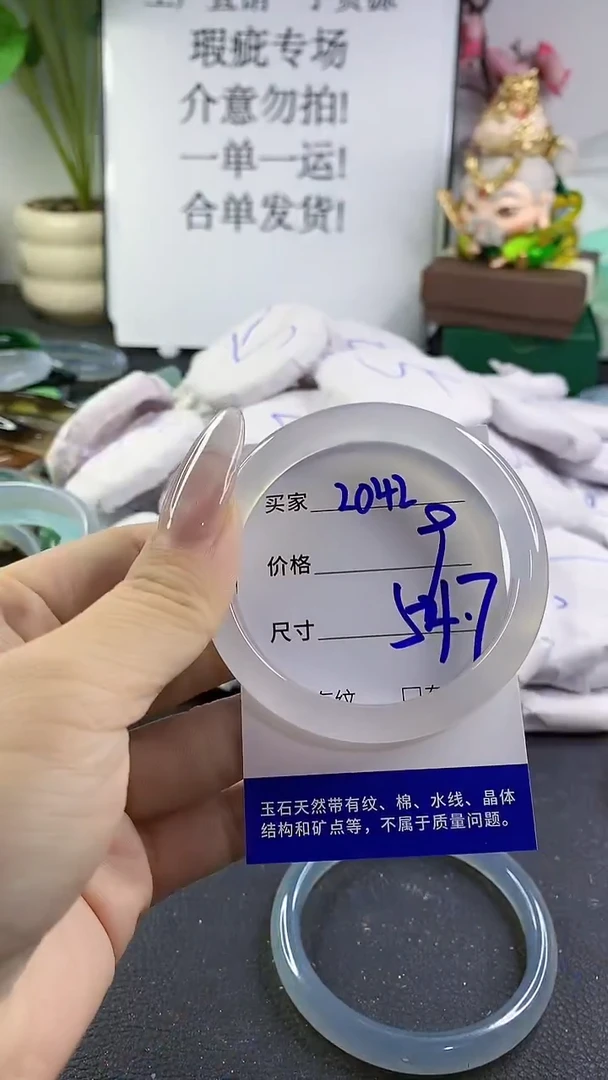 瑕疵专场
介意勿拍!
一单一运!
合单发货!
买家 2042
价格 9
尺寸 54.7
玉石天然带有纹、棉、水线、晶体
结构和矿点等，不属于质量问题。